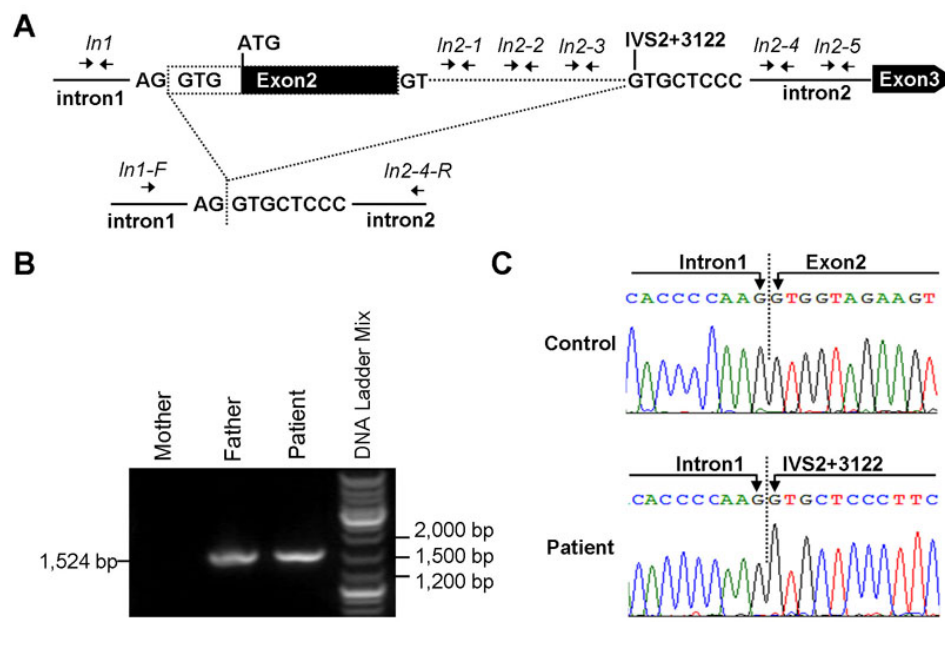 A
In1
ATG
In2-1
In2-2
In2-3
IVS2+3122
In2-4
In2-5
AG GTG Exon2 GT GTGCTCCC Exon3
intron1
intron2
In1-F
In2-4-R
AG GTGCTCCC
intron1
intron2
B
Mother
Father
Patient
DNA Ladder Mix
1,524 bp
2,000 bp
1,500 bp
1,200 bp
C
Intron1 Exon2
CACCCCAAGGTGGTAGAAGT
Control
Intron1 IVS2+3122
CACCCCAAGGTGCTCCCTTC
Patient